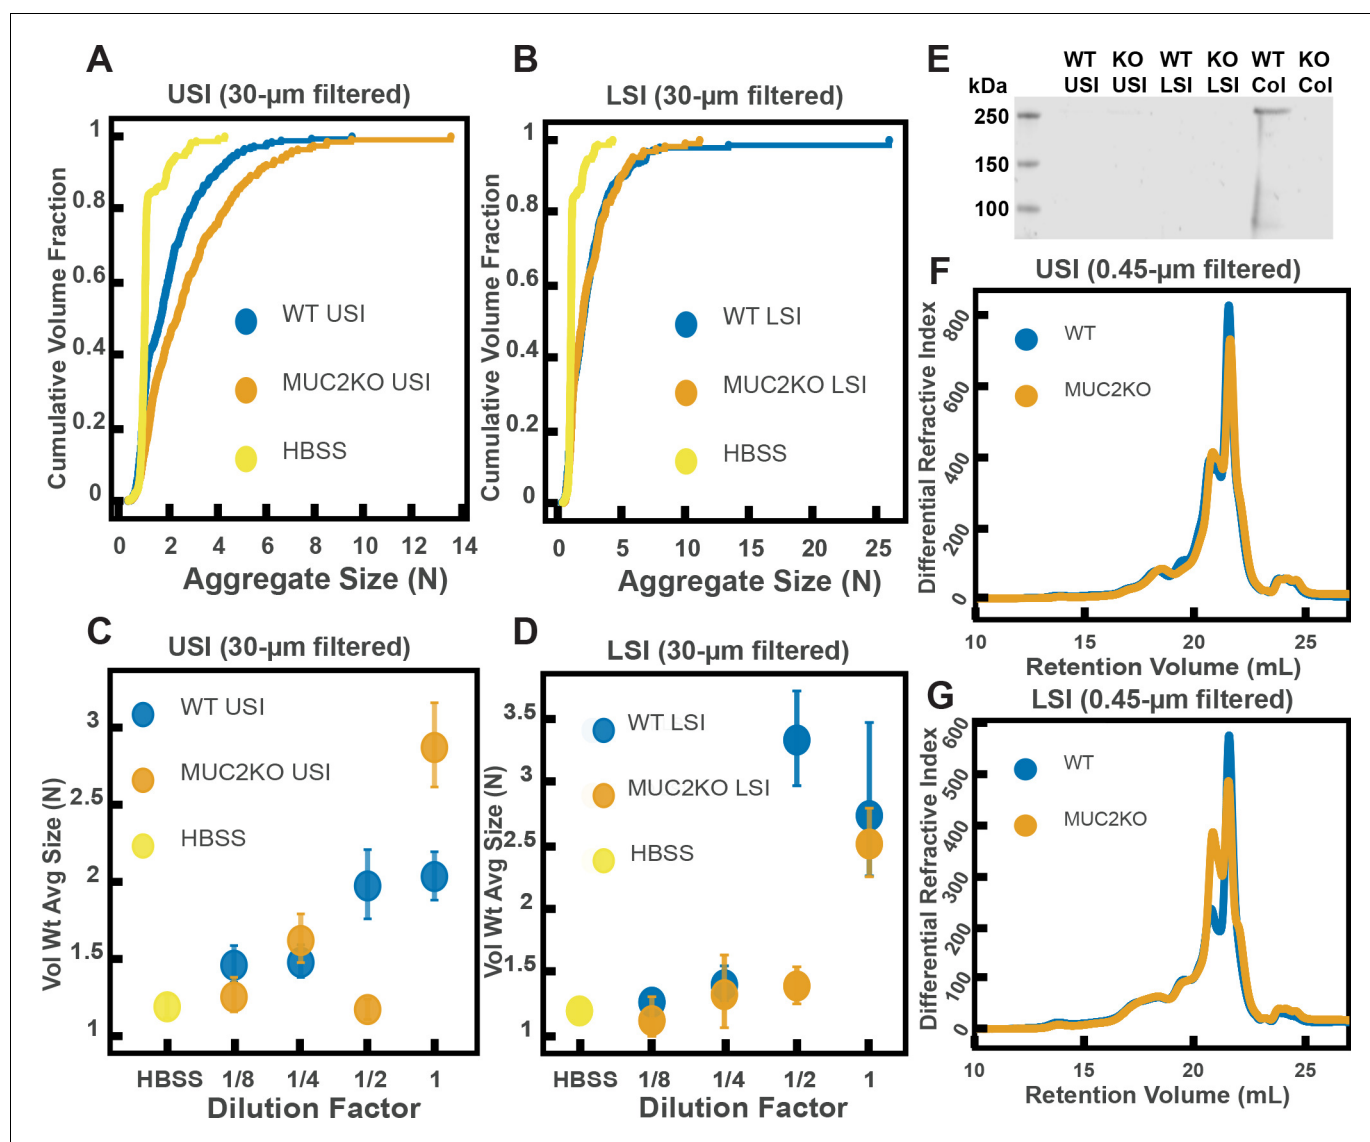 A
USI (30-µm filtered)
Cumulative Volume Fraction
1
0.8
0.6
0.4
0.2
0
WT USI
MUC2KO USI
HBSS
0 2 4 6 8 10 12 14
Aggregate Size (N)
B
LSI (30-µm filtered)
Cumulative Volume Fraction
1
0.8
0.6
0.4
0.2
0
WT LSI
MUC2KO LSI
HBSS
0 5 10 15 20 25
Aggregate Size (N)
C
USI (30-µm filtered)
Vol Wt Avg Size (N)
3
2.5
2
1.5
1
WT USI
MUC2KO USI
HBSS
HBSS 1/8 1/4 1/2 1
Dilution Factor
D
LSI (30-µm filtered)
Vol Wt Avg Size (N)
3.5
3
2.5
2
1.5
1
WT LSI
MUC2KO LSI
HBSS
HBSS 1/8 1/4 1/2 1
Dilution Factor
E
WT KO WT KO WT KO
kDa USI USI LSI LSI Col Col
250
150
100
F
USI (0.45-µm filtered)
Differential Refractive Index
800
600
400
200
0
WT
MUC2KO
10 15 20 25
Retention Volume (mL)
G
LSI (0.45-µm filtered)
Differential Refractive Index
600
500
400
300
200
100
0
WT
MUC2KO
10 15 20 25
Retention Volume (mL)